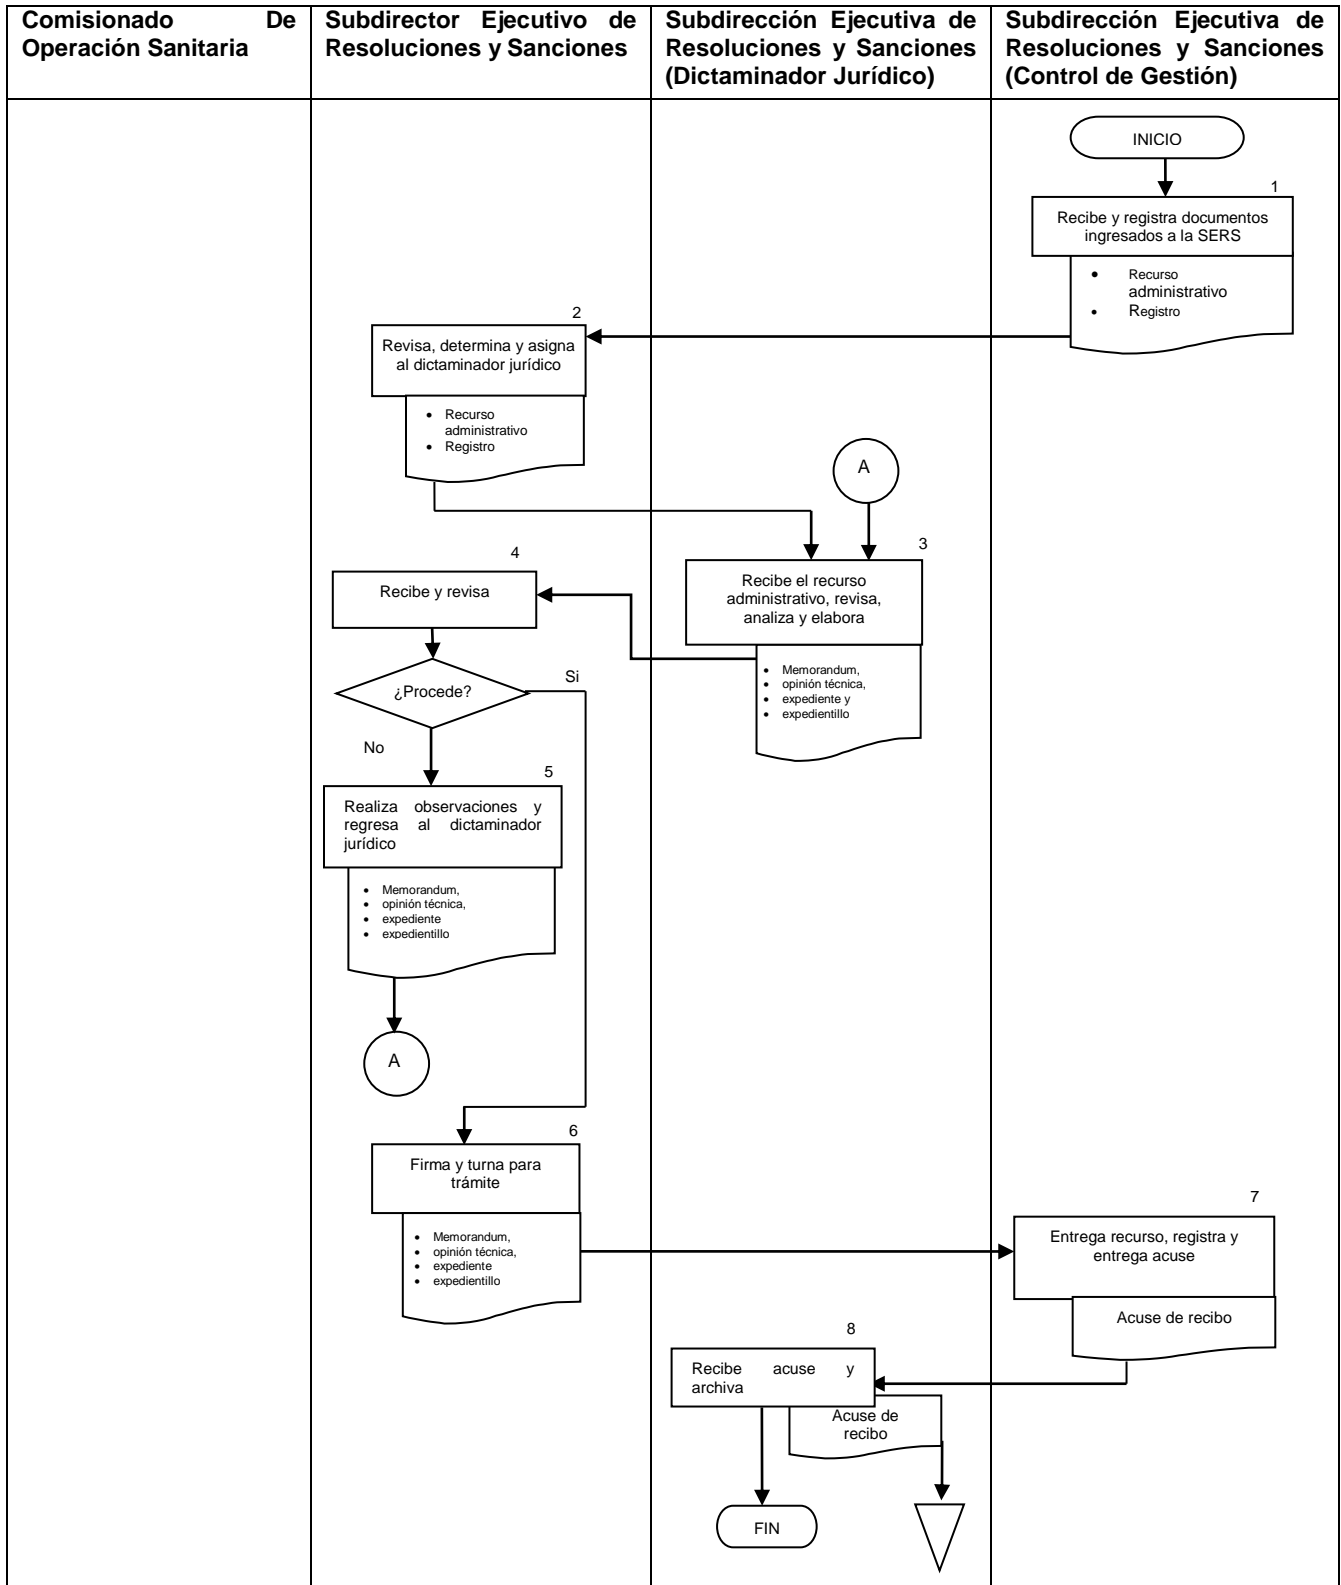 Comisionado De
Operación Sanitaria
Subdirector Ejecutivo de
Resoluciones y Sanciones
Subdirección Ejecutiva de
Resoluciones y Sanciones
(Dictaminador Jurídico)
Subdirección Ejecutiva de
Resoluciones y Sanciones
(Control de Gestión)
INICIO
1
Recibe y registra documentos
ingresados a la SERS
• Recurso
administrativo
• Registro
2
Revisa, determina y asigna
al dictaminador jurídico
• Recurso
administrativo
• Registro
A
3
Recibe el recurso
administrativo, revisa,
analiza y elabora
• Memorandum,
• opinión técnica,
• expediente y
• expedientillo
4
Recibe y revisa
¿Procede?
Si
No
5
Realiza observaciones y
regresa al dictaminador
jurídico
• Memorandum,
• opinión técnica,
• expediente
• expedientillo
A
6
Firma y turna para
trámite
• Memorandum,
• opinión técnica,
• expediente
• expedientillo
7
Entrega recurso, registra y
entrega acuse
Acuse de recibo
8
Recibe acuse y
archiva
Acuse de
recibo
FIN